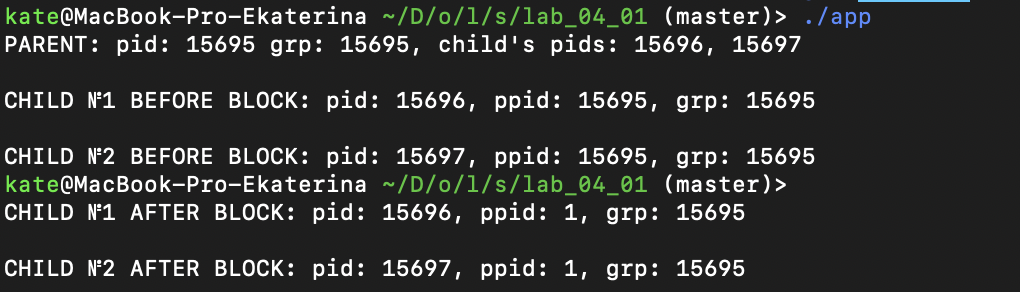 kate@MacBook-Pro-Ekaterina ~/D/o/l/s/lab_04_01 (master)> ./app
PARENT: pid: 15695 grp: 15695, child's pids: 15696, 15697
CHILD №1 BEFORE BLOCK: pid: 15696, ppid: 15695, grp: 15695
CHILD №2 BEFORE BLOCK: pid: 15697, ppid: 15695, grp: 15695
kate@MacBook-Pro-Ekaterina ~/D/o/l/s/lab_04_01 (master)>
CHILD №1 AFTER BLOCK: pid: 15696, ppid: 1, grp: 15695
CHILD №2 AFTER BLOCK: pid: 15697, ppid: 1, grp: 15695